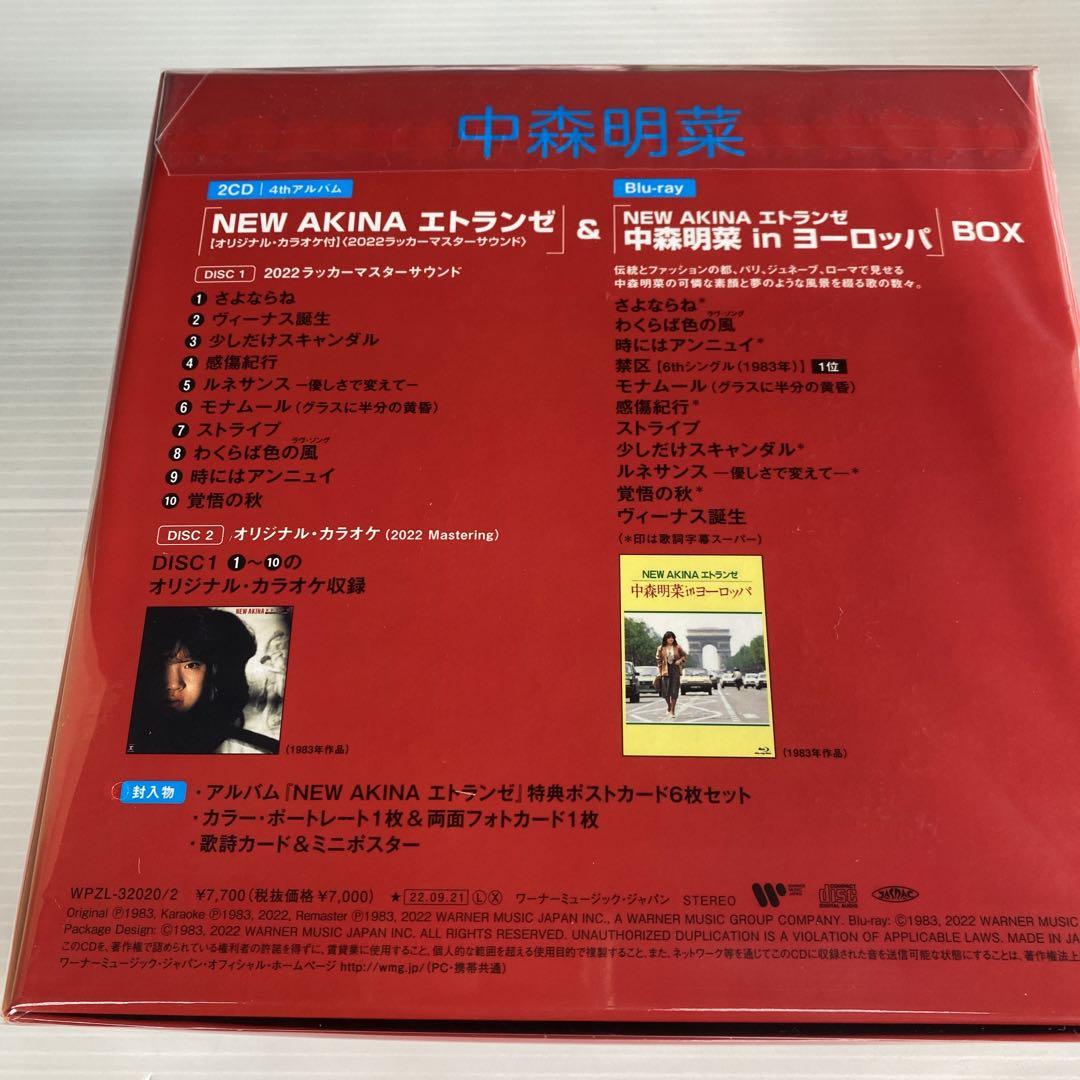 中森明菜
2CD | 4thアルバム
「NEW AKINA エトランゼ
[オリジナル・カラオケ付]〈2022ラッカーマスターサウンド〉」
&
Blu-ray
「NEW AKINA エトランゼ
中森明菜 in ヨーロッパ」
BOX
DISC 1 2022ラッカーマスターサウンド
❶ さよならね
❷ ヴィーナス誕生
❸ 少しだけスキャンダル
❹ 感傷紀行
❺ ルネサンス —優しさで変えて—
❻ モナムール(グラスに半分の黄昏)
❼ ストライプ
ラヴ・ソング
❽ わくらば色の風
❾ 時にはアンニュイ
❿ 覚悟の秋
DISC 2 オリジナル・カラオケ(2022 Mastering)
DISC1 ❶〜❿の
オリジナル・カラオケ収録
NEW AKINA
(1983年作品)
伝統とファッションの都、パリ、ジュネーブ、ローマで見せる
中森明菜の可憐な素顔と夢のような風景を綴る歌の数々。
さよならね*
ラヴ・ソング
わくらば色の風
時にはアンニュイ*
禁区[6thシングル(1983年)] 1位
モナムール(グラスに半分の黄昏)
感傷紀行*
ストライプ
少しだけスキャンダル*
ルネサンス —優しさで変えて—*
覚悟の秋*
ヴィーナス誕生
(*印は歌詞字幕スーパー)
NEW AKINA エトランゼ
中森明菜inヨーロッパ
(1983年作品)
封入物
・アルバム『NEW AKINA エトランゼ』特典ポストカード6枚セット
・カラー・ポートレート1枚&両面フォトカード1枚
・歌詩カード&ミニポスター
WPZL-32020/2 ¥7,700(税抜価格¥7,000) ★22.09.21 Ⓛ Ⓧ ワーナーミュージック・ジャパン STEREO WARNER MUSIC JAPAN COMPACT disc DIGITAL AUDIO JASRAC
Original Ⓟ1983, Karaoke Ⓟ1983, 2022, Remaster Ⓟ1983, 2022 WARNER MUSIC JAPAN INC., A WARNER MUSIC GROUP COMPANY. Blu-ray: Ⓒ1983, 2022 WARNER MUSIC
Package Design: Ⓒ1983, 2022 WARNER MUSIC JAPAN INC. ALL RIGHTS RESERVED. UNAUTHORIZED DUPLICATION IS A VIOLATION OF APPLICABLE LAWS. MADE IN JA
このCDを、著作権で認められている権利者の許諾を得ずに、賃貸業に使用すること、個人的な範囲を超える使用目的で複製すること、また、ネットワーク等を通じてこのCDに収録された音を送信可能な状態にすることは、著作権法上
ワーナーミュージック・ジャパン・オフィシャル・ホームページ http://wmg.jp/(PC・携帯共通)